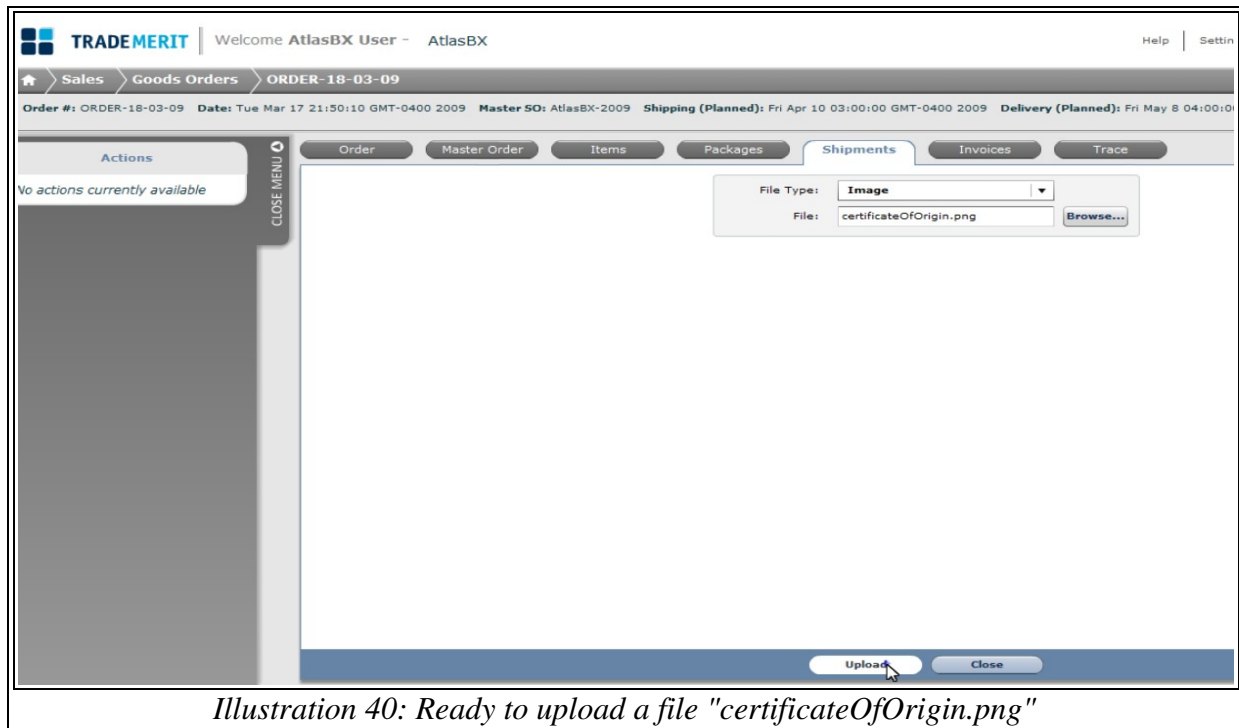 TRADEMERIT Welcome AtlasBX User - AtlasBX Help Settin
Sales Goods Orders ORDER-18-03-09
Order #: ORDER-18-03-09 Date: Tue Mar 17 21:50:10 GMT-0400 2009 Master SO: AtlasBX-2009 Shipping (Planned): Fri Apr 10 03:00:00 GMT-0400 2009 Delivery (Planned): Fri May 8 04:00:0
Actions
No actions currently available
CLOSE MENU
Order Master Order Items Packages Shipments Invoices Trace
File Type: Image
File: certificateOfOrigin.png Browse...
Upload Close
Illustration 40: Ready to upload a file "certificateOfOrigin.png"